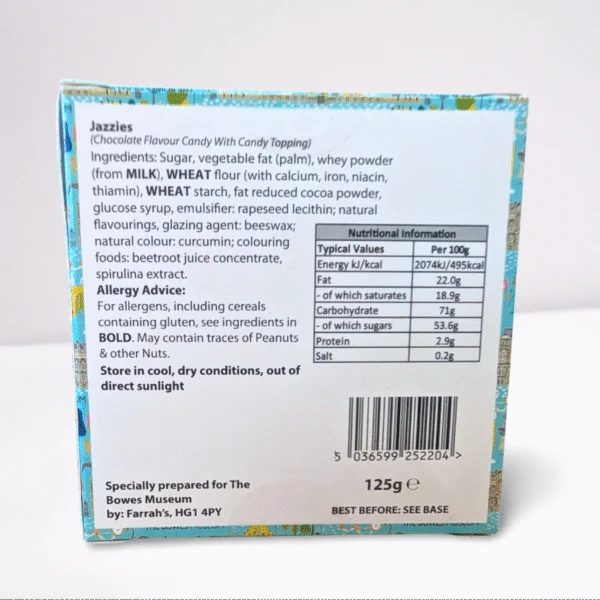 Jazzies
(Chocolate Flavour Candy With Candy Topping)
Ingredients: Sugar, vegetable fat (palm), whey powder
(from MILK), WHEAT flour (with calcium, iron, niacin,
thiamin), WHEAT starch, fat reduced cocoa powder,
glucose syrup, emulsifier: rapeseed lecithin; natural
flavourings, glazing agent: beeswax;
natural colour: curcumin; colouring
foods: beetroot juice concentrate,
spirulina extract.
Allergy Advice:
For allergens, including cereals
containing gluten, see ingredients in
BOLD. May contain traces of Peanuts
& other Nuts.
Store in cool, dry conditions, out of
direct sunlight
Nutritional Information
Typical Values Per 100g
Energy kJ/kcal 2074kJ/495kcal
Fat 22.0g
- of which saturates 18.9g
Carbohydrate 71g
- of which sugars 53.6g
Protein 2.9g
Salt 0.2g
5 036599 252204 >
Specially prepared for The
Bowes Museum
by: Farrah's, HG1 4PY
125g ℮
BEST BEFORE: SEE BASE
THE BOWES MUSEUM